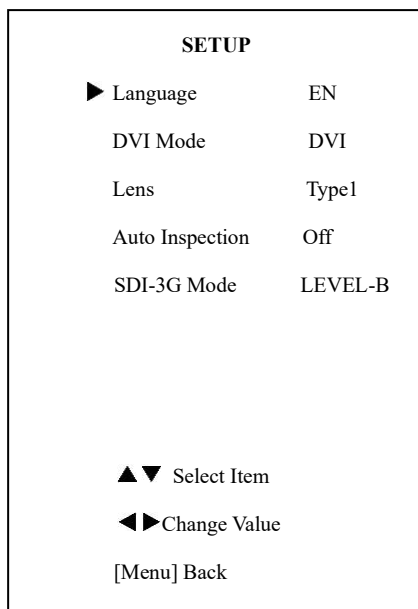 SETUP
▶ Language EN
DVI Mode DVI
Lens Type1
Auto Inspection Off
SDI-3G Mode LEVEL-B
▲▼ Select Item
◀▶Change Value
[Menu] Back